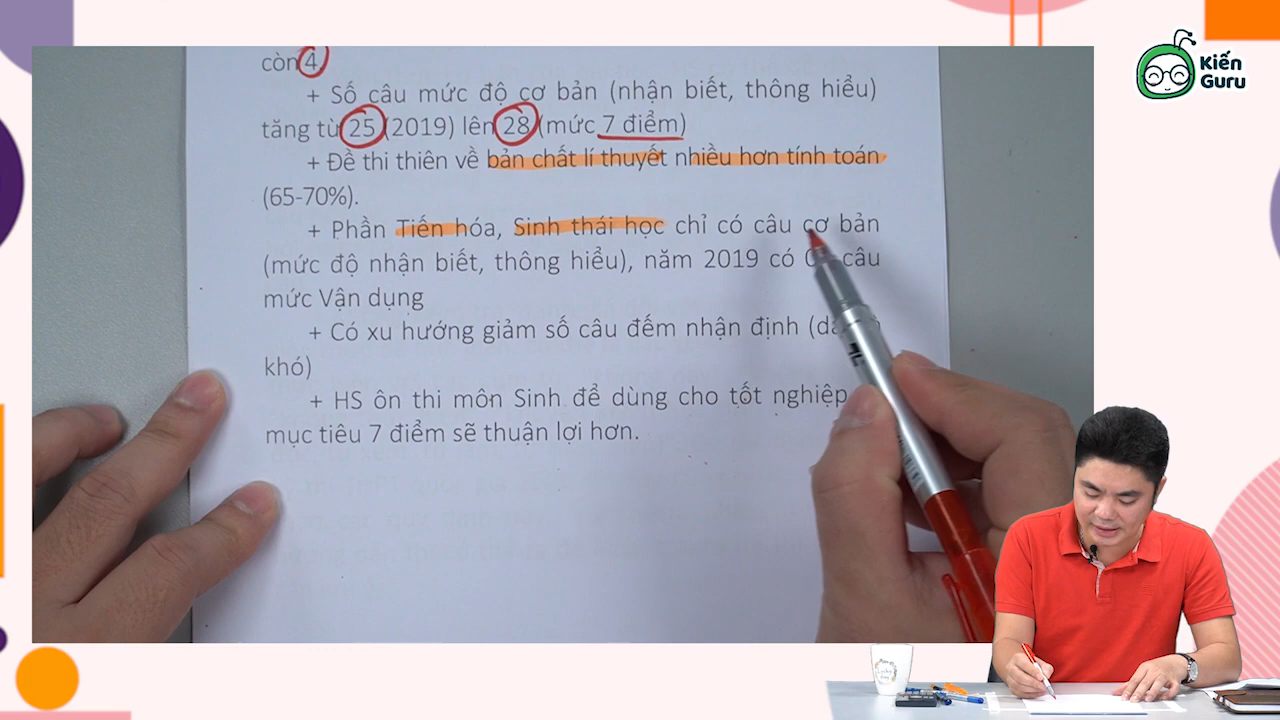 còn 4
+ Số câu mức độ cơ bản (nhận biết, thông hiểu)
tăng từ 25 (2019) lên 28 (mức 7 điểm)
+ Đề thi thiên về bản chất lí thuyết nhiều hơn tính toán
(65-70%).
+ Phần Tiến hóa, Sinh thái học chỉ có câu cơ bản
(mức độ nhận biết, thông hiểu), năm 2019 có câu
mức Vận dụng
+ Có xu hướng giảm số câu đếm nhận định (
khó)
+ HS ôn thi môn Sinh để dùng cho tốt nghiệp
mục tiêu 7 điểm sẽ thuận lợi hơn.
Kiến
Guru